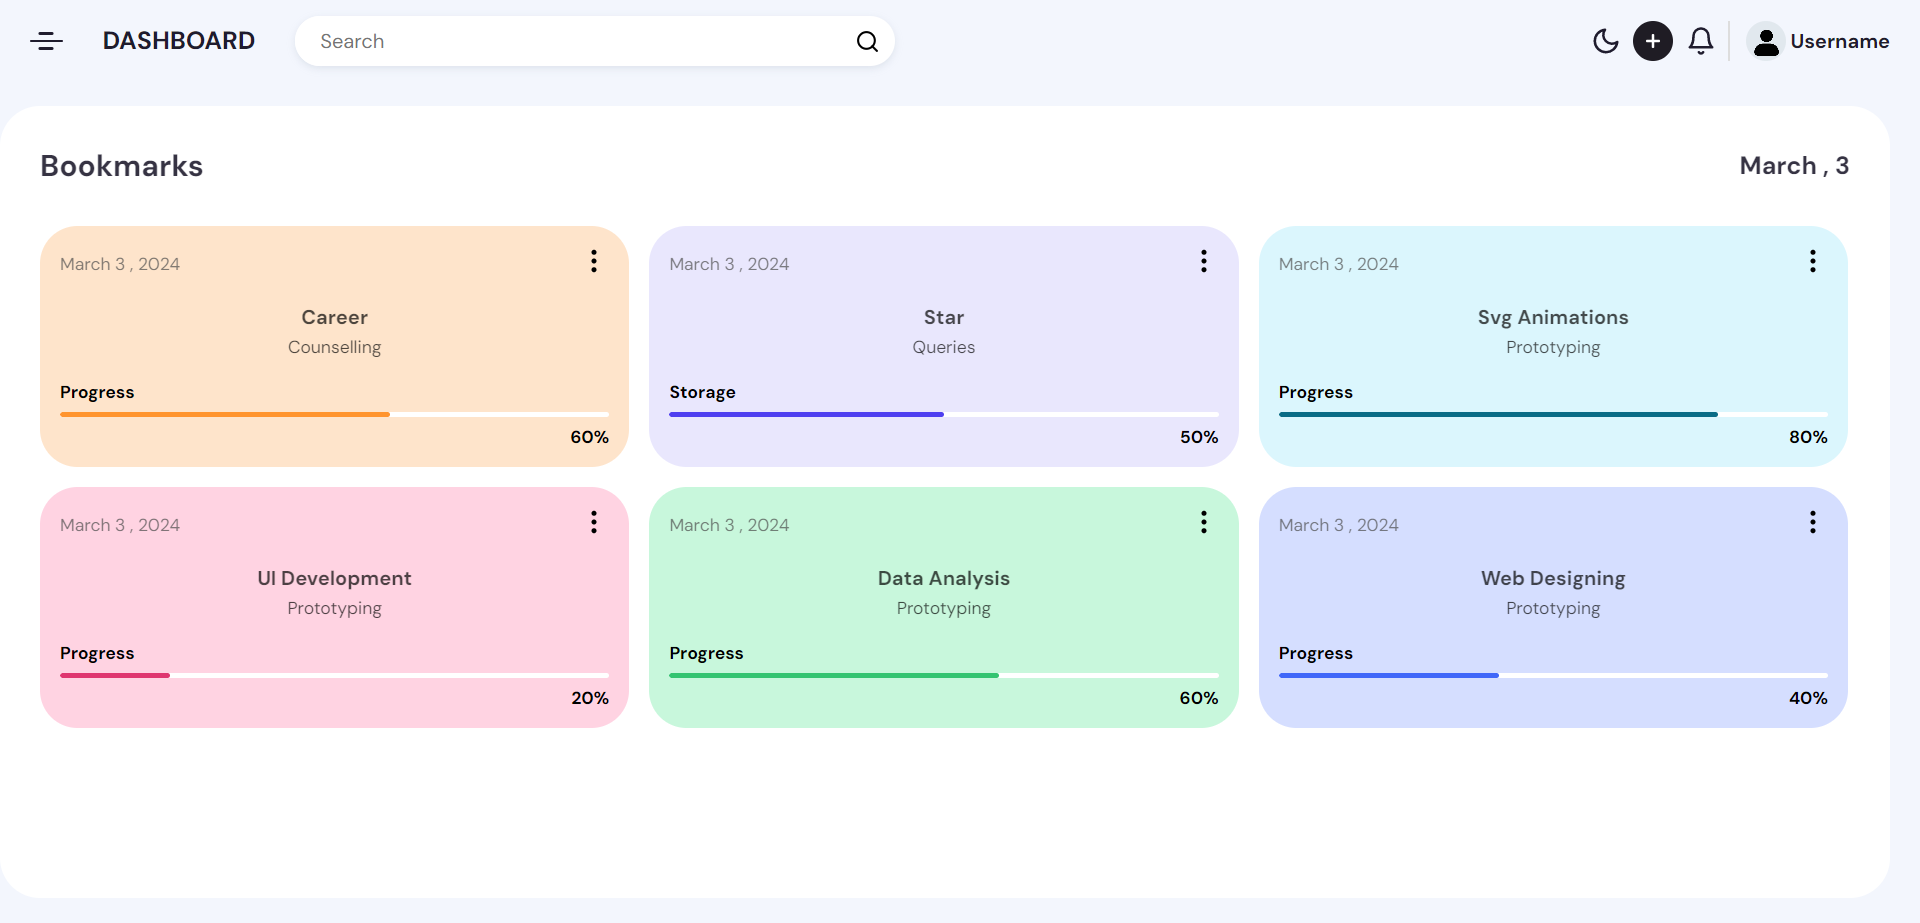 DASHBOARD
Search
Username
Bookmarks
March , 3
March 3 , 2024
Career
Counselling
Progress
60%
March 3 , 2024
Star
Queries
Storage
50%
March 3 , 2024
Svg Animations
Prototyping
Progress
80%
March 3 , 2024
UI Development
Prototyping
Progress
20%
March 3 , 2024
Data Analysis
Prototyping
Progress
60%
March 3 , 2024
Web Designing
Prototyping
Progress
40%